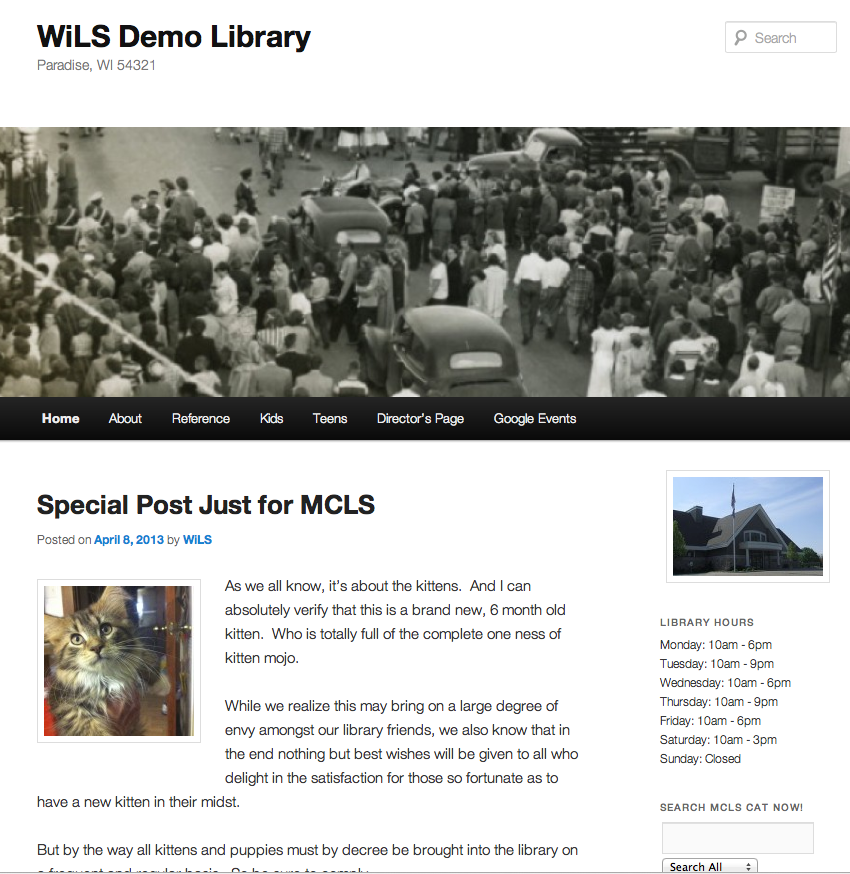 WiLS Demo Library
Paradise, WI 54321
Search
Home About Reference Kids Teens Director's Page Google Events
Special Post Just for MCLS
Posted on April 8, 2013 by WiLS
As we all know, it's about the kittens.  And I can
absolutely verify that this is a brand new, 6 month old
kitten.  Who is totally full of the complete one ness of
kitten mojo.
While we realize this may bring on a large degree of
envy amongst our library friends, we also know that in
the end nothing but best wishes will be given to all who
delight in the satisfaction for those so fortunate as to
have a new kitten in their midst.
But by the way all kittens and puppies must by decree be brought into the library on
a frequent and regular basis.  So be sure to comply
LIBRARY HOURS
Monday: 10am - 6pm
Tuesday: 10am - 9pm
Wednesday: 10am - 6pm
Thursday: 10am - 9pm
Friday: 10am - 6pm
Saturday: 10am - 3pm
Sunday: Closed
SEARCH MCLS CAT NOW!
Search All